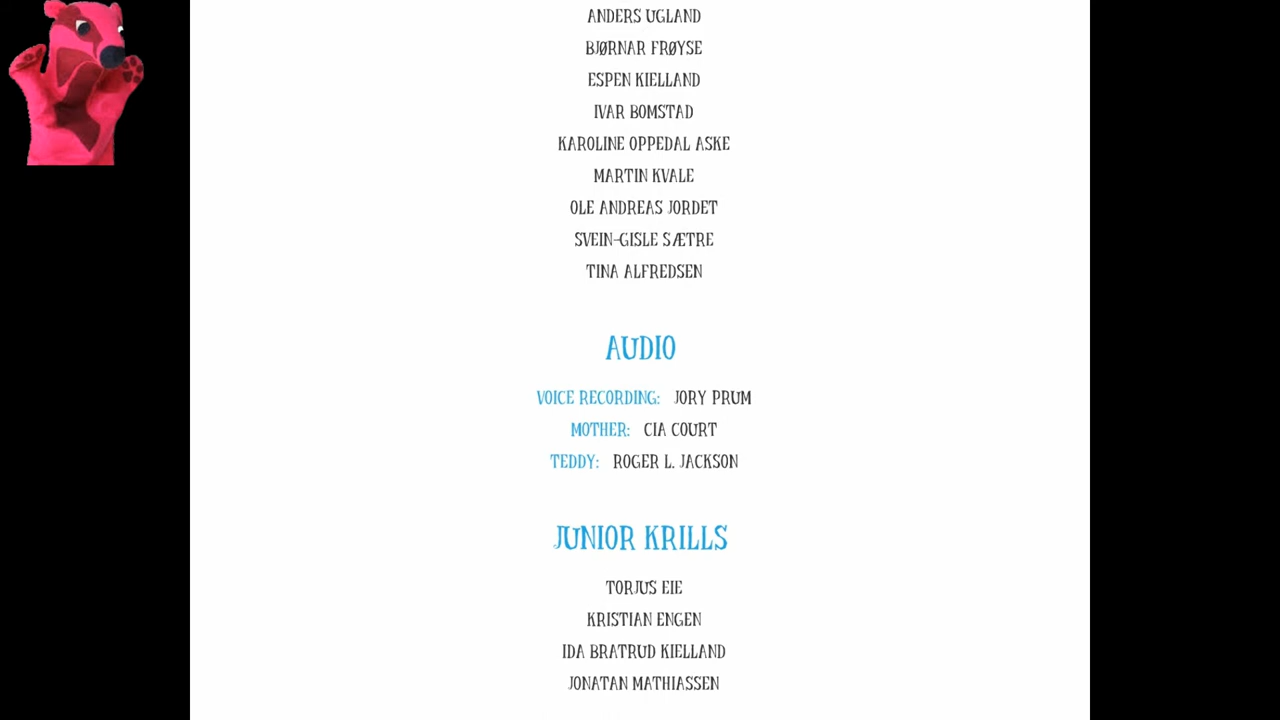 ANDERS UGLAND
BJØRNAR FRØYSE
ESPEN KIELLAND
IVAR BOMSTAD
KAROLINE OPPEDAL ASKE
MARTIN KVALE
OLE ANDREAS JORDET
SVEIN-GISLE SÆTRE
TINA ALFREDSEN
AUDIO
VOICE RECORDING: JORY PRUM
MOTHER: CIA COURT
TEDDY: ROGER L. JACKSON
JUNIOR KRILLS
TORJUS EIE
KRISTIAN ENGEN
IDA BRATRUD KIELLAND
JONATAN MATHIASSEN